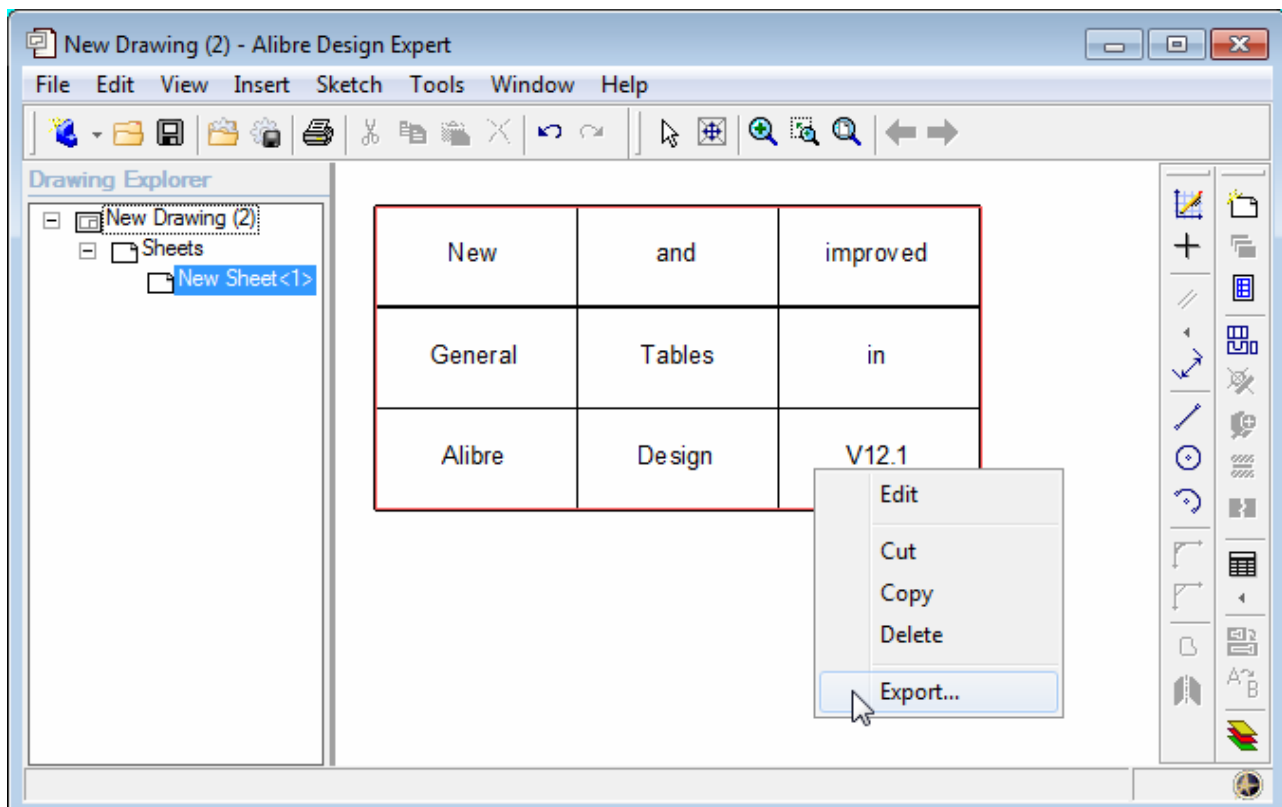 New Drawing (2) - Alibre Design Expert
File Edit View Insert Sketch Tools Window Help
Drawing Explorer
New Drawing (2)
Sheets
New Sheet<1>
New and improved
General Tables in
Alibre Design V12.1
Edit
Cut
Copy
Delete
Export...